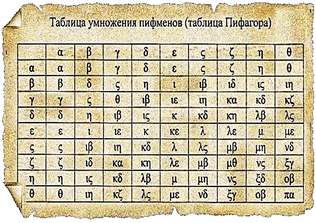 Таблица умножения пифменов (таблица Пифагора)
α β γ δ ε ς ζ η θ
α α β γ δ ε ς ζ η θ
β β δ ς η ι ιβ ιδ ις ιη
γ γ ς θ ιβ ιε ιη κα κδ κζ
δ δ η ιβ ις κ κδ κη λβ λς
ε ε ι ιε κ κε λ λε μ με
ς ς ιβ ιη κδ λ λς μβ μη νδ
ζ ζ ιδ κα κη λε μβ μθ νς ξγ
η η ις κδ λβ μ μη νς ξδ οβ
θ θ ιη κζ λς με νδ ξγ οβ πα